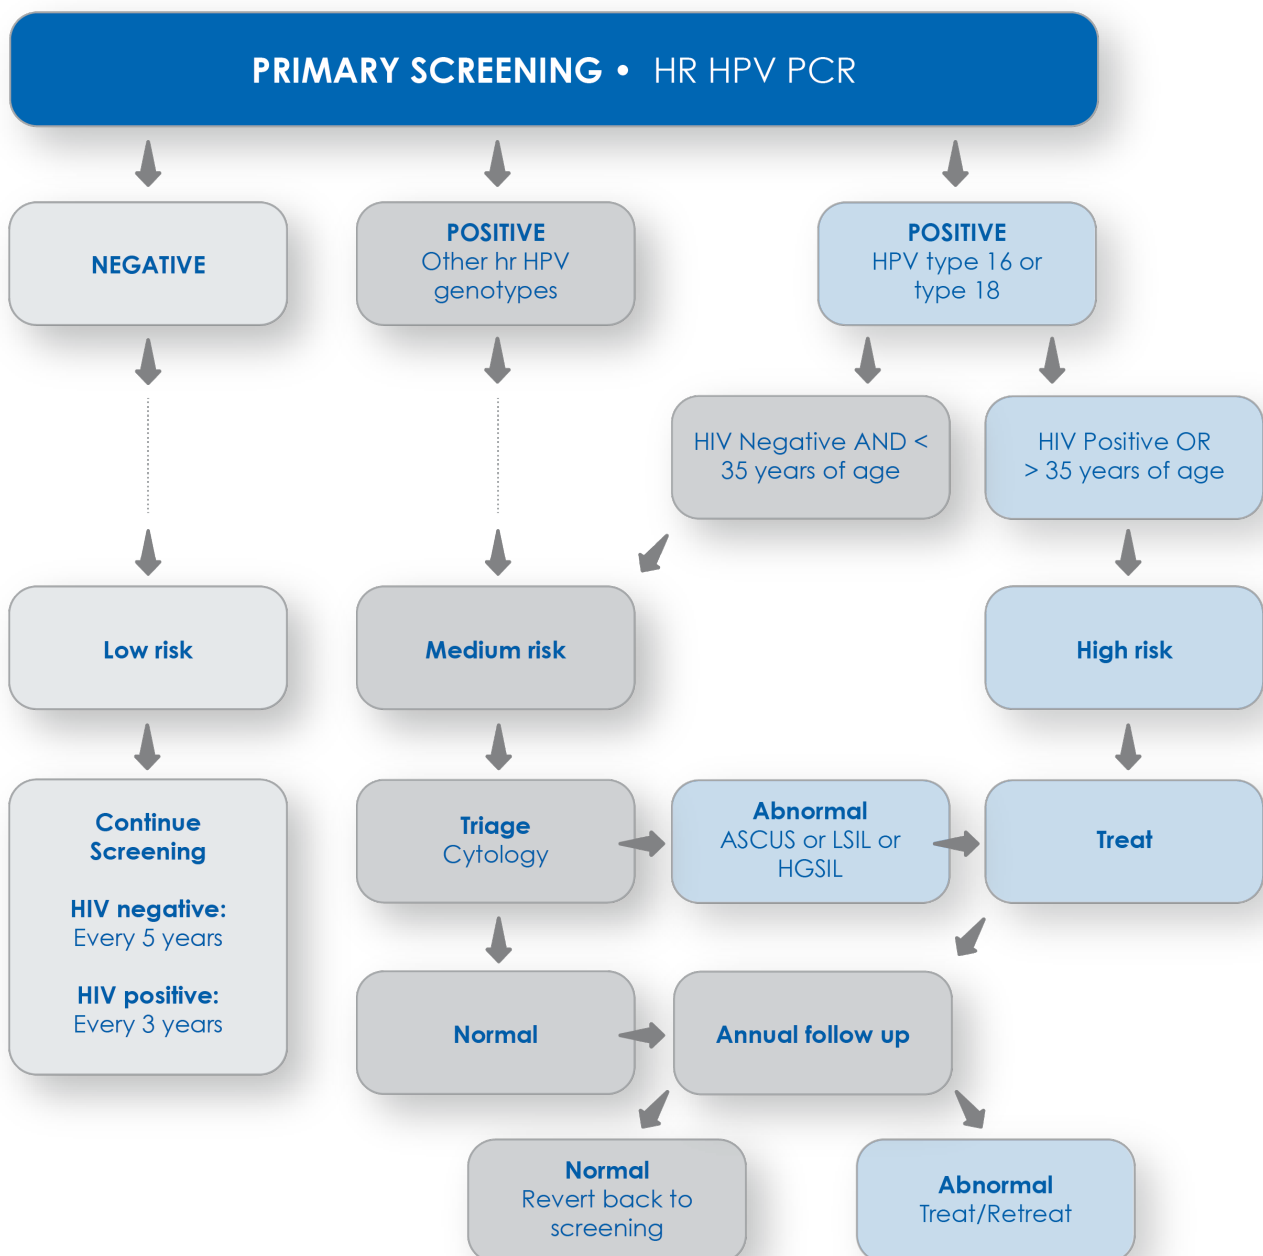 PRIMARY SCREENING • HR HPV PCR
NEGATIVE
POSITIVE
Other hr HPV
genotypes
POSITIVE
HPV type 16 or
type 18
HIV Negative AND <
35 years of age
HIV Positive OR
> 35 years of age
Low risk
Medium risk
High risk
Continue
Screening
HIV negative:
Every 5 years
HIV positive:
Every 3 years
Triage
Cytology
Abnormal
ASCUS or LSIL or
HGSIL
Treat
Normal
Annual follow up
Normal
Revert back to
screening
Abnormal
Treat/Retreat